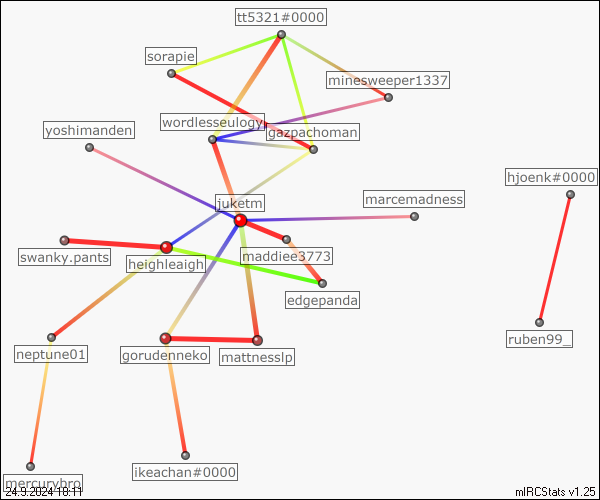 tt5321#0000
sorapie
minesweeper1337
wordlesseulogy
gazpachoman
yoshimanden
hjoenk#0000
juketm
marcemadness
swanky.pants
heighleaigh
maddiee3773
edgepanda
neptune01
gorudenneko
mattnesslp
ruben99_
ikeachan#0000
mercurybro
24.9.2024 18:11
mIRCStats v1.25